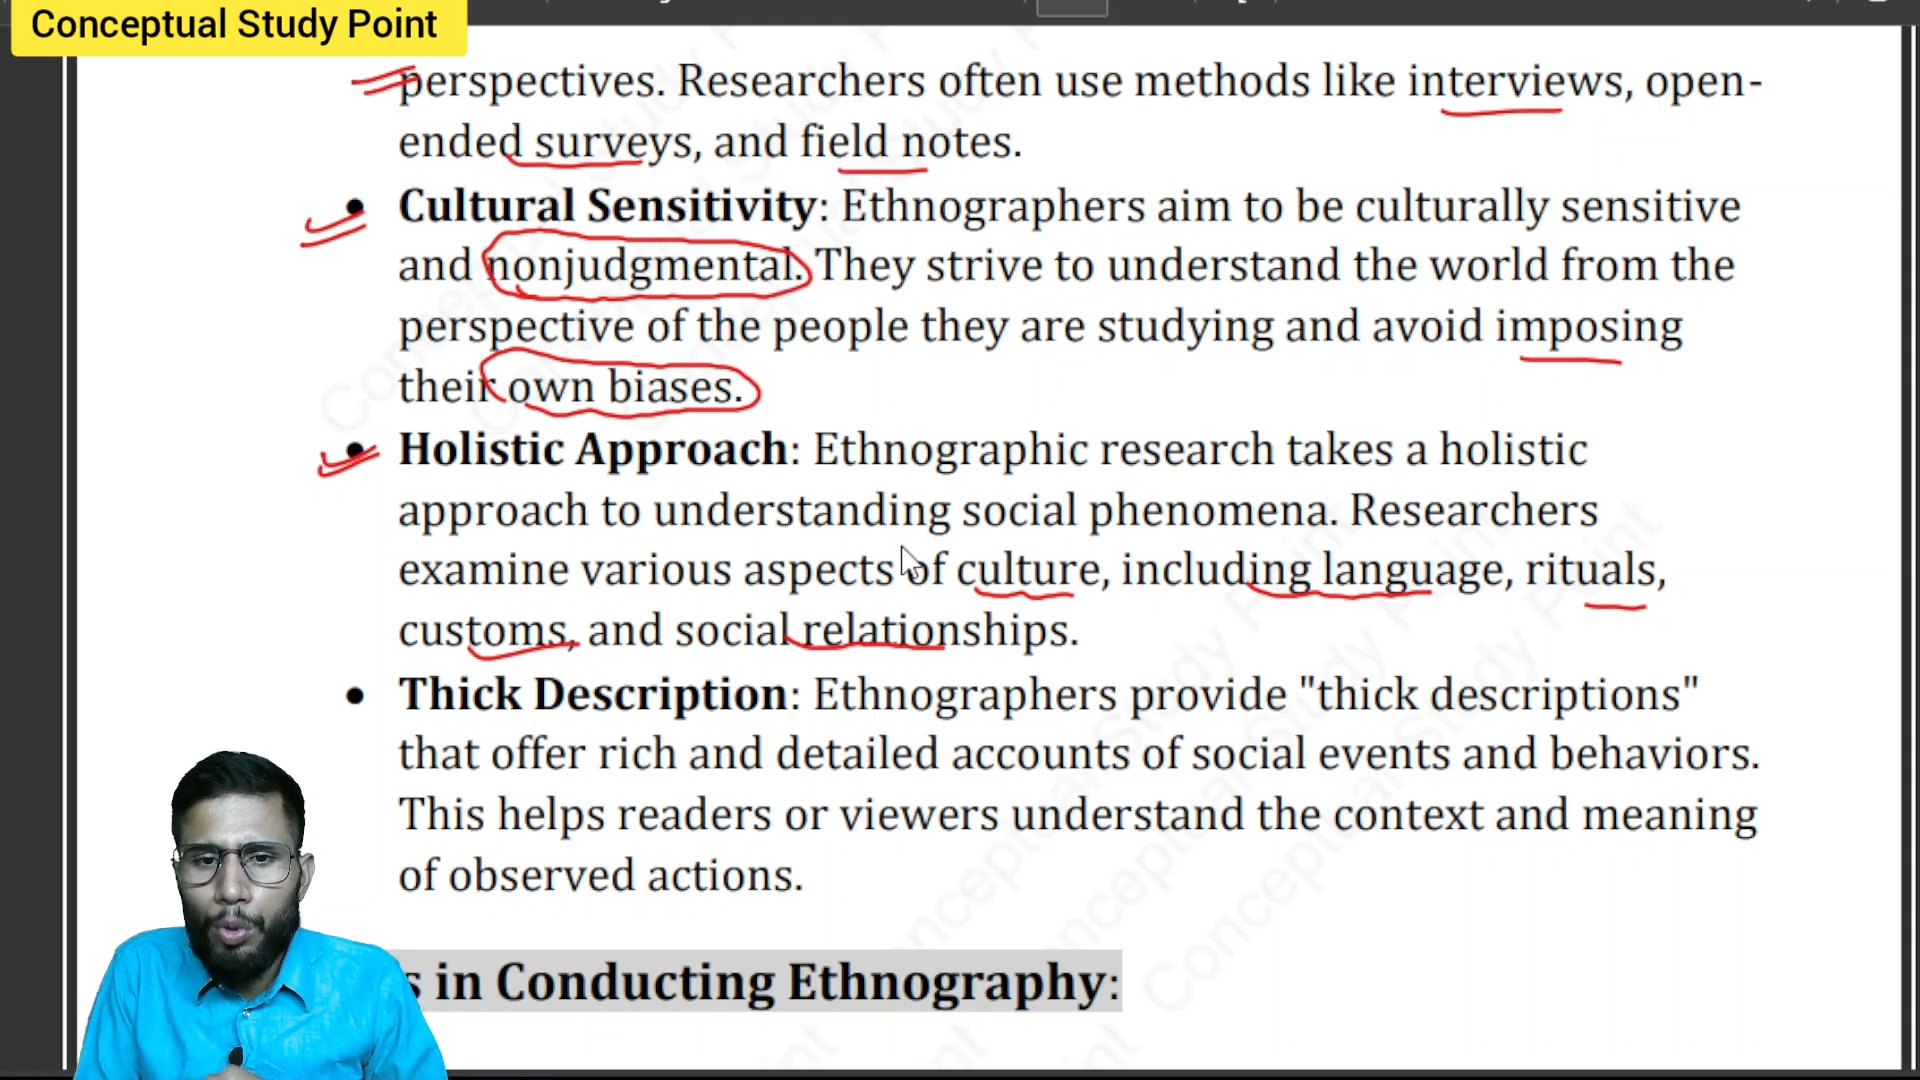 Conceptual Study Point
perspectives. Researchers often use methods like interviews, open-
ended surveys, and field notes.
• Cultural Sensitivity: Ethnographers aim to be culturally sensitive
and nonjudgmental. They strive to understand the world from the
perspective of the people they are studying and avoid imposing
their own biases.
• Holistic Approach: Ethnographic research takes a holistic
approach to understanding social phenomena. Researchers
examine various aspects of culture, including language, rituals,
customs, and social relationships.
• Thick Description: Ethnographers provide "thick descriptions"
that offer rich and detailed accounts of social events and behaviors.
This helps readers or viewers understand the context and meaning
of observed actions.
s in Conducting Ethnography: